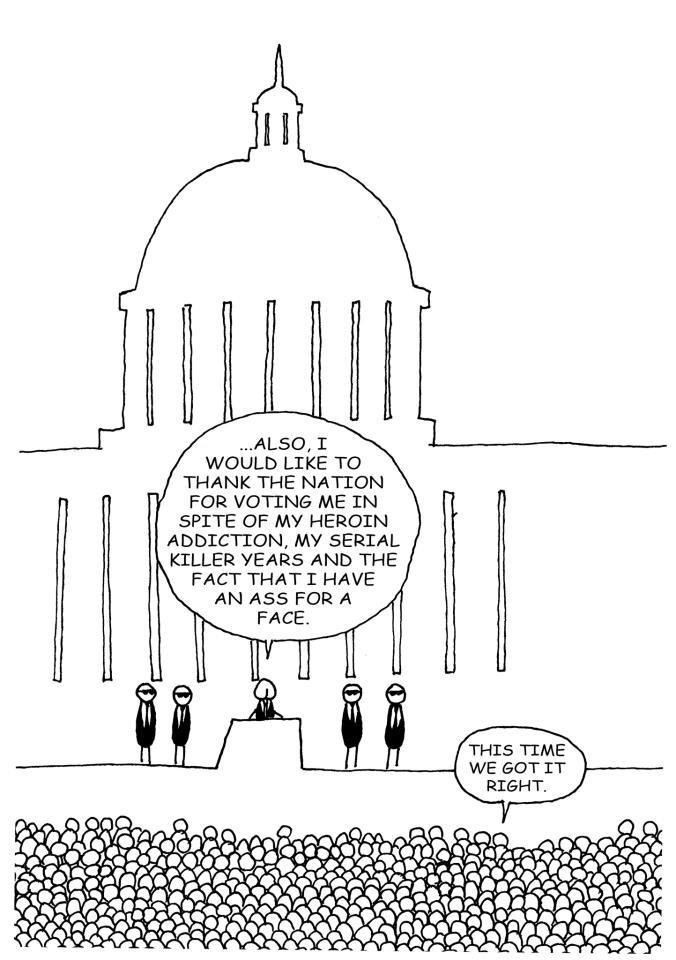 ...ALSO, I
WOULD LIKE TO
THANK THE NATION
FOR VOTING ME IN
SPITE OF MY HEROIN
ADDICTION, MY SERIAL
KILLER YEARS AND THE
FACT THAT I HAVE
AN ASS FOR A
FACE.
THIS TIME
WE GOT IT
RIGHT.